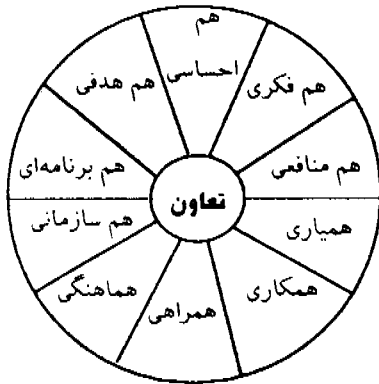 هم
احساسی
هم فکری
هم منافعی
همیاری
همکاری
همراهی
هماهنگی
هم سازمانی
هم برنامه‌ای
هم هدفی
تعاون